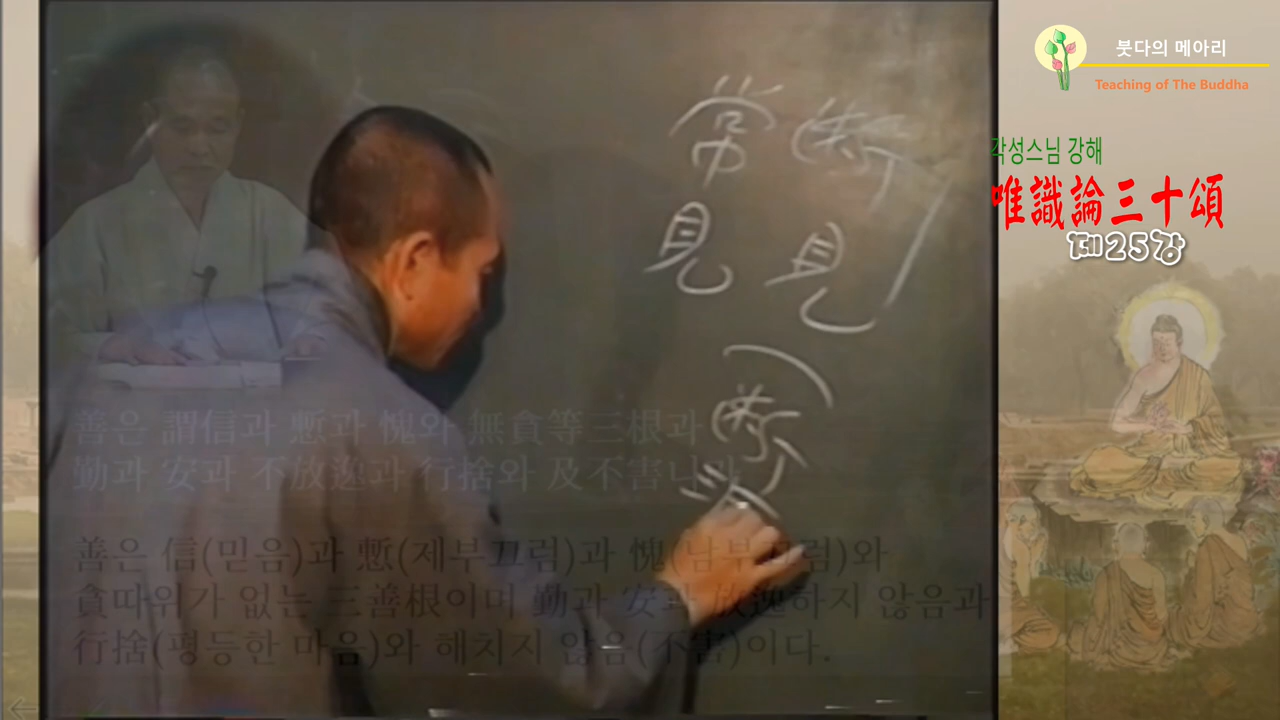 붓다의 메아리
Teaching of The Buddha
각성스님 강해
唯識論三十頌
제25강
常見
斷見
斷
善은 謂信과 慙과 愧와 無貪等三根과
勤과 安과 不放逸과 行捨와 及不害니라
善은 信(믿음)과 慙(제부끄럼)과 愧(남부끄럼)와
貪따위가 없는 三善根이며 勤과 安과 放逸하지 않음과
行捨(평등한 마음)와 해치지 않음(不害)이다.